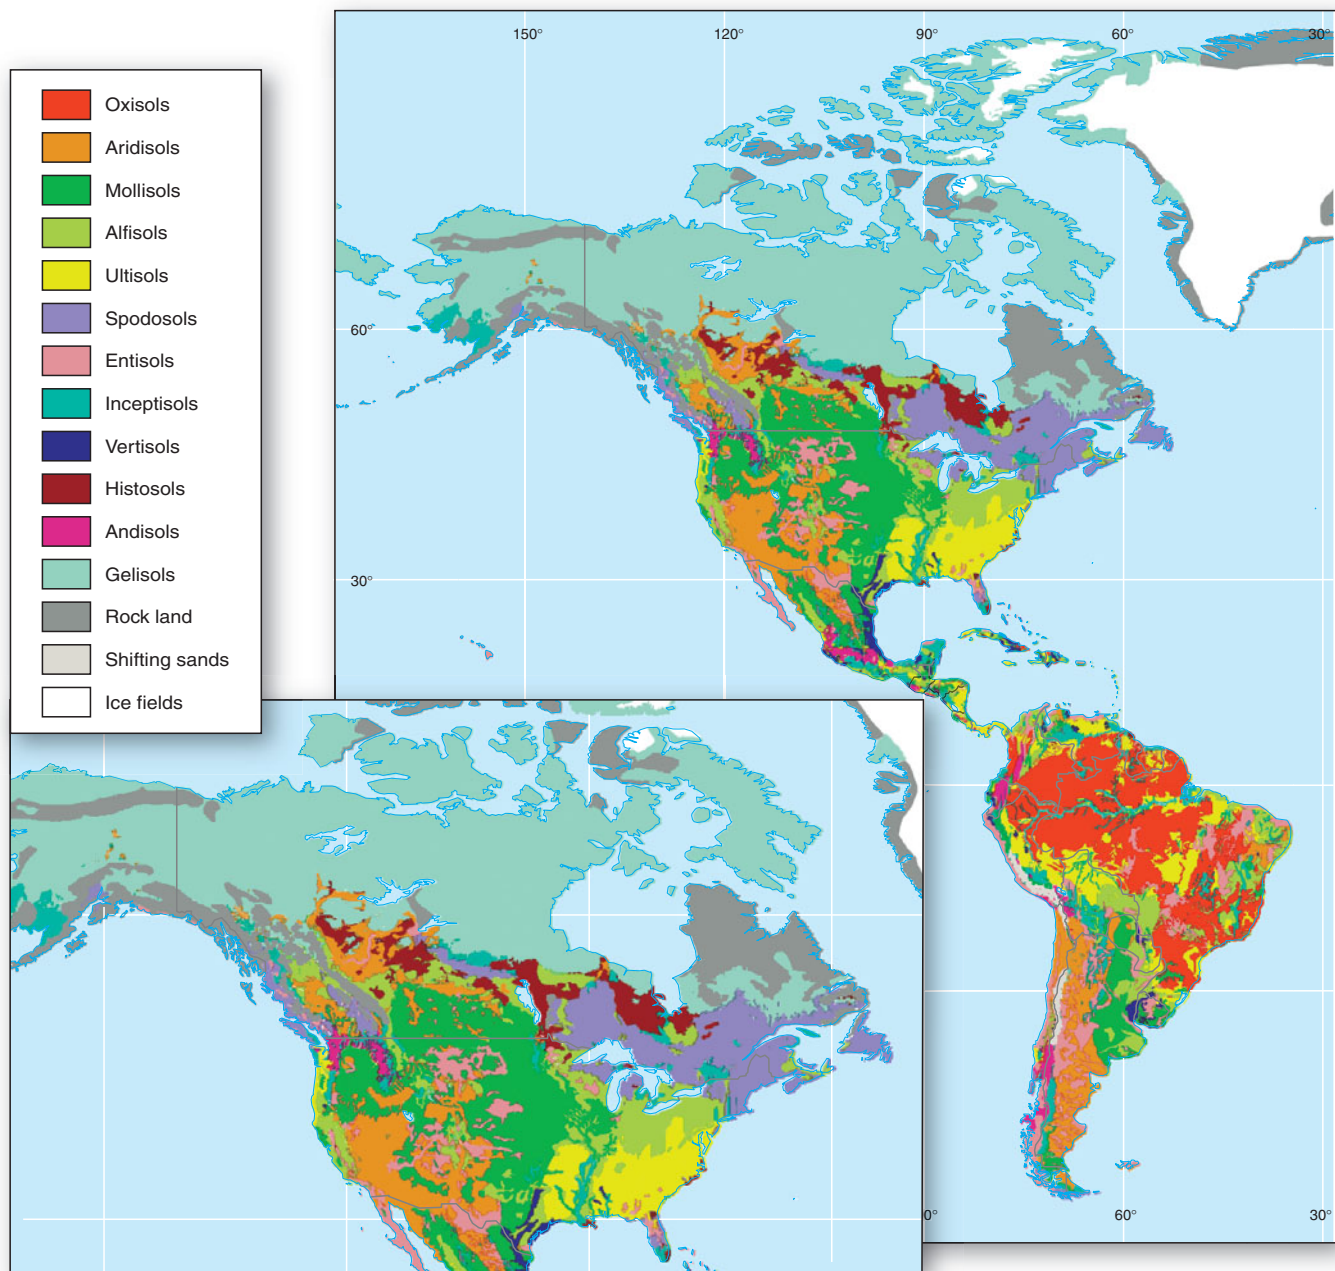 150°
120°
90°
60°
30°
Oxisols
Aridisols
Mollisols
Alfisols
Ultisols
Spodosols
Entisols
Inceptisols
Vertisols
Histosols
Andisols
Gelisols
Rock land
Shifting sands
Ice fields
60°
30°
0°
60°
30°